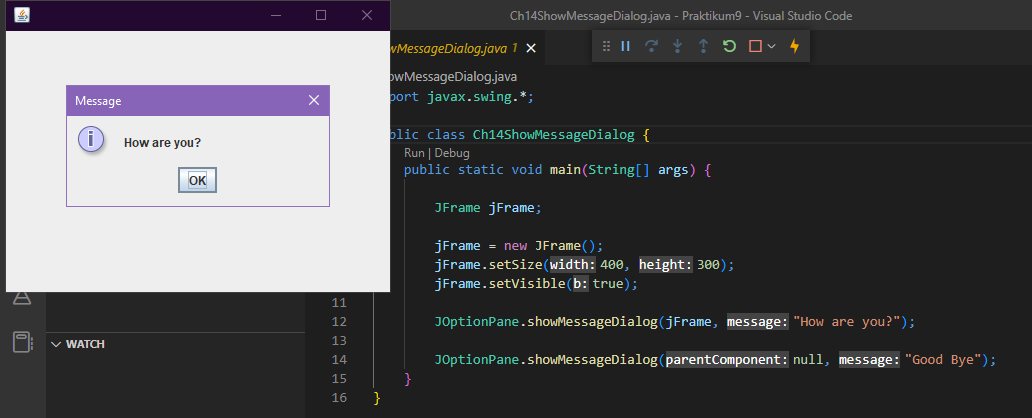 Ch14ShowMessageDialog.java - Praktikum9 - Visual Studio Code
wMessageDialog.java 1
owMessageDialog.java
Message
How are you?
OK
port javax.swing.*;
blic class Ch14ShowMessageDialog {
Run | Debug
public static void main(String[] args) {
JFrame jFrame;
jFrame = new JFrame();
jFrame.setSize(width: 400, height: 300);
jFrame.setVisible(b: true);
11
12 JOptionPane.showMessageDialog(jFrame, message: "How are you?");
13
14 JOptionPane.showMessageDialog(parentComponent: null, message: "Good Bye");
15 }
16 }
WATCH